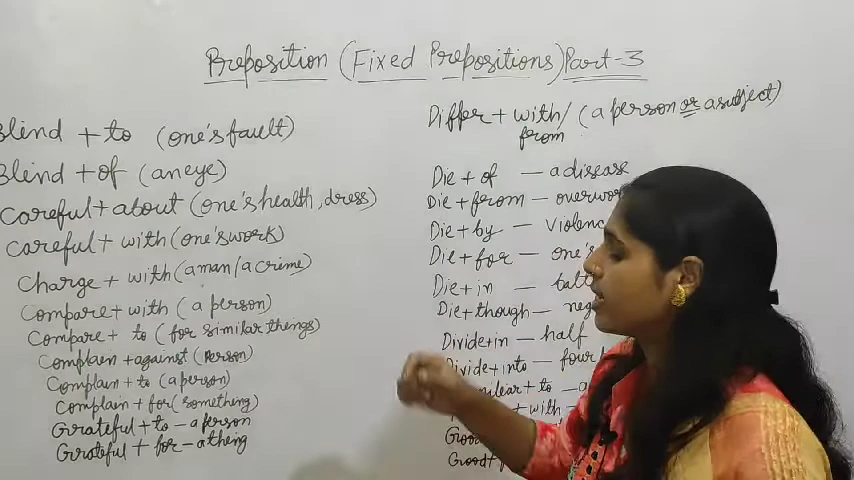 Preposition (Fixed Prepositions) Part-3
Blind + to (one's fault)
Blind + of (an eye)
Careful + about (one's health, dress)
Careful + with (one's work)
Charge + with (a man/a crime)
Compare + with (a person)
Compare + to (for similar things)
Complain + against (person)
Complain + to (a person)
Complain + for (something)
Grateful + to - a person
Grateful + for - a thing
Differ + with/ (a person or a subject)
from
Die + of - a disease
Die + from - overwor
Die + by - violenc
Die + for - one's
Die + in -
Die + though - neg
Divide + in - half
Divide + into - four
miliar + to - a
+ with -
Good
Good +